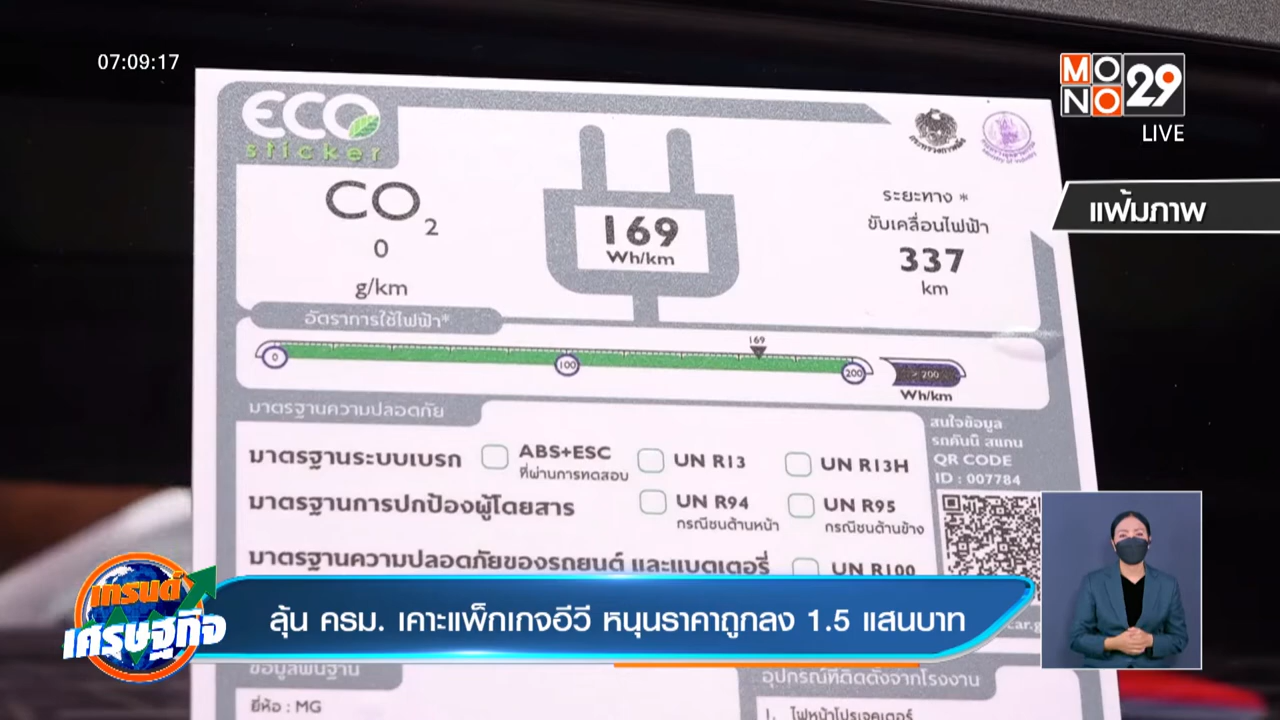 07:09:17
MONO 29
LIVE
แฟ้มภาพ
ECO
sticker
CO2
0
g/km
169
Wh/km
ระยะทาง *
ขับเคลื่อนไฟฟ้า
337
km
อัตราการใช้ไฟฟ้า*
169
0
100
200
> 200
Wh/km
มาตรฐานความปลอดภัย
มาตรฐานระบบเบรก
ABS+ESC
ที่ผ่านการทดสอบ
UN R13
UN R13H
มาตรฐานการปกป้องผู้โดยสาร
UN R94
กรณีชนด้านหน้า
UN R95
กรณีชนด้านข้าง
มาตรฐานความปลอดภัยของรถยนต์ และแบตเตอรี่
UN R100
สนใจข้อมูล
รถคันนี้ สแกน
QR CODE
ID : 007784
เทรนด์
เศรษฐกิจ
ลุ้น ครม. เคาะแพ็กเกจอีวี หนุนราคาถูกลง 1.5 แสนบาท
ข้อมูลพื้นฐาน
ยี่ห้อ : MG
อุปกรณ์ที่ติดตั้งจากโรงงาน
1. ไฟหน้าโปรเจคเตอร์